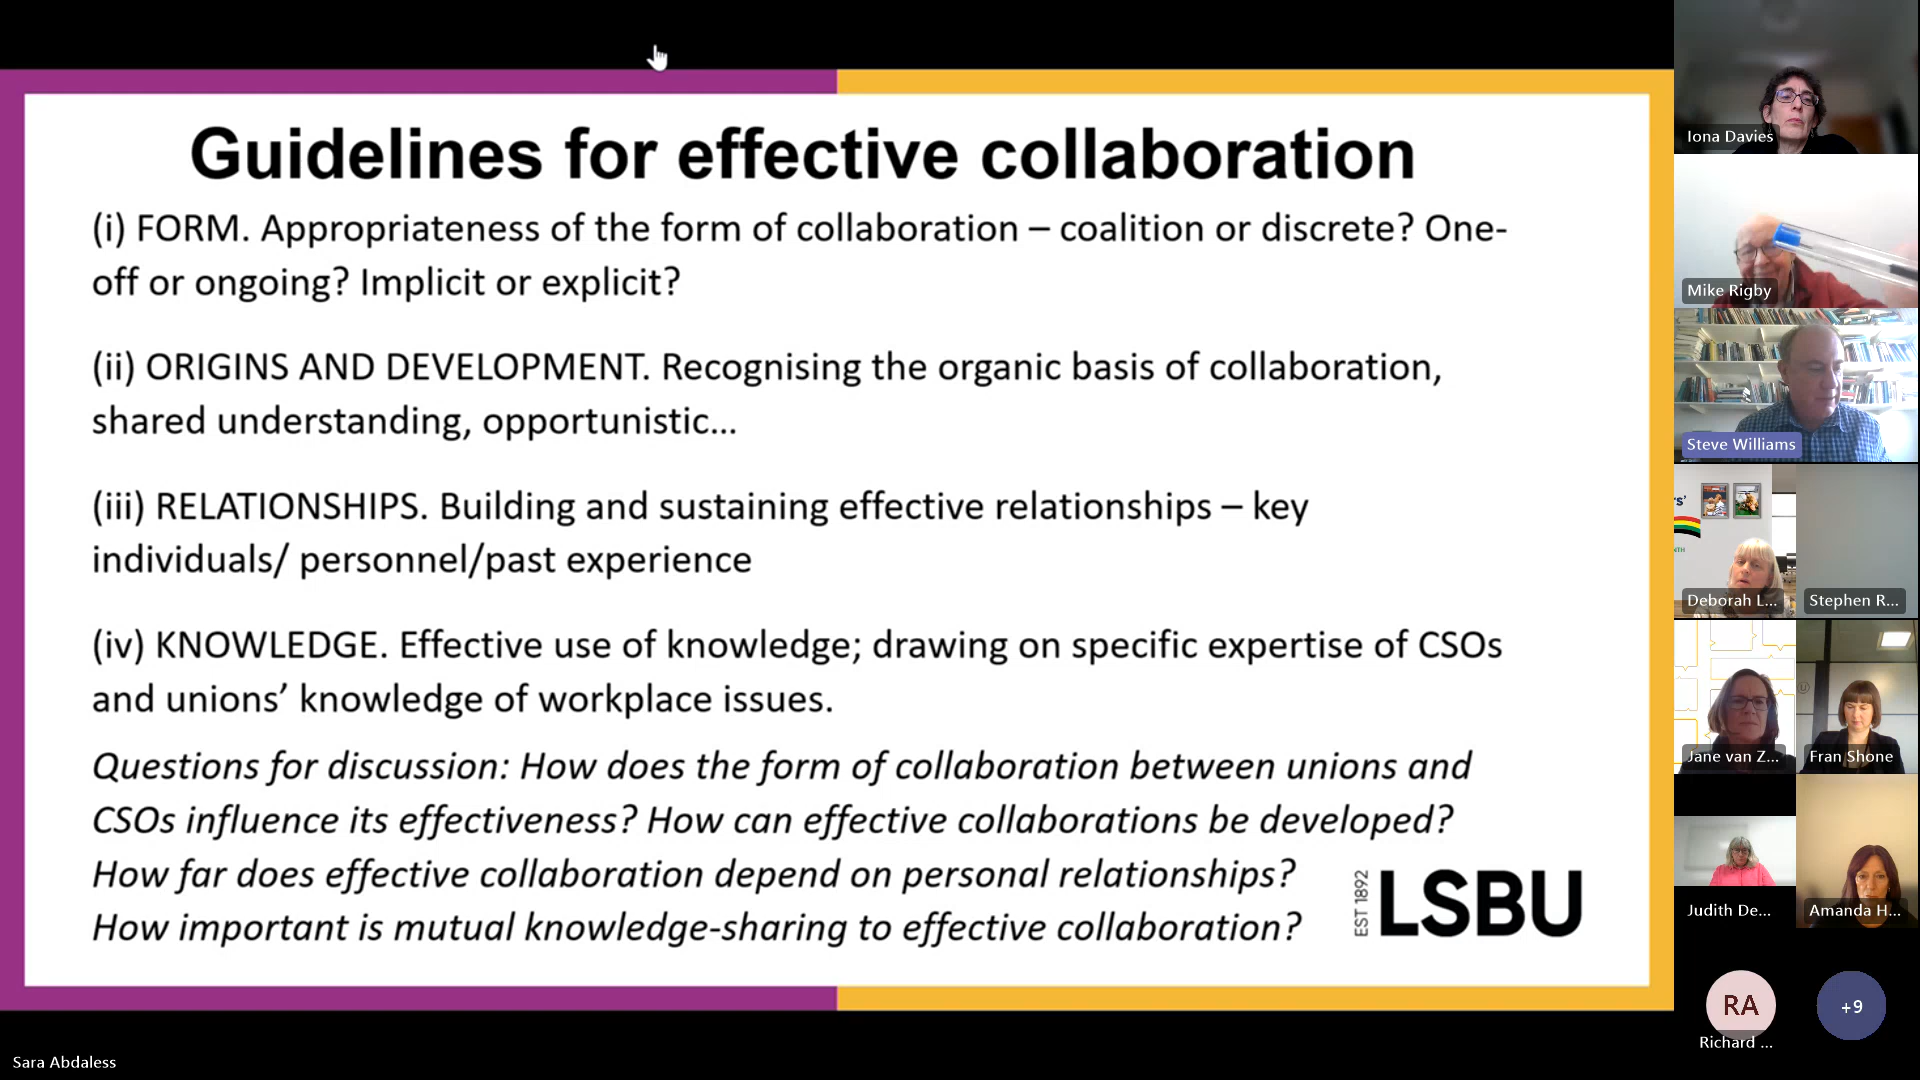 Guidelines for effective collaboration
(i) FORM. Appropriateness of the form of collaboration – coalition or discrete? One-
off or ongoing? Implicit or explicit?
(ii) ORIGINS AND DEVELOPMENT. Recognising the organic basis of collaboration,
shared understanding, opportunistic...
(iii) RELATIONSHIPS. Building and sustaining effective relationships – key
individuals/ personnel/past experience
(iv) KNOWLEDGE. Effective use of knowledge; drawing on specific expertise of CSOs
and unions’ knowledge of workplace issues.
Questions for discussion: How does the form of collaboration between unions and
CSOs influence its effectiveness? How can effective collaborations be developed?
How far does effective collaboration depend on personal relationships?
How important is mutual knowledge-sharing to effective collaboration?
EST 1892
LSBU
Sara Abdaless
Iona Davies
Mike Rigby
Steve Williams
Deborah L...
Stephen R...
Jane van Z...
Fran Shone
Judith De...
Amanda H...
RA
Richard ...
+9